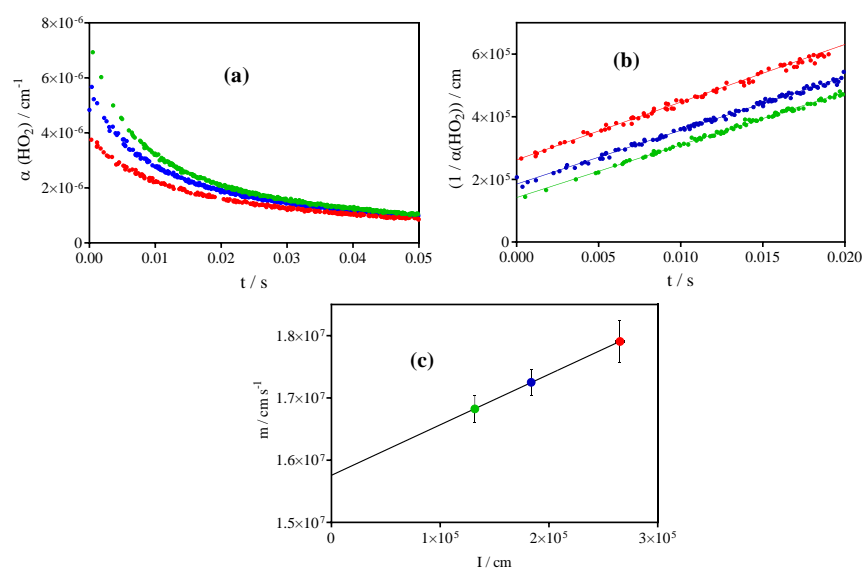 (a)
8×10⁻⁶
6×10⁻⁶
4×10⁻⁶
2×10⁻⁶
0
α (HO₂) / cm⁻¹
0.00 0.01 0.02 0.03 0.04 0.05
t / s
(b)
6×10⁵
4×10⁵
2×10⁵
0
(1 / α(HO₂)) / cm
0.000 0.005 0.010 0.015 0.020
t / s
(c)
1.8×10⁷
1.7×10⁷
1.6×10⁷
1.5×10⁷
m / cm s⁻¹
0 1×10⁵ 2×10⁵ 3×10⁵
I / cm